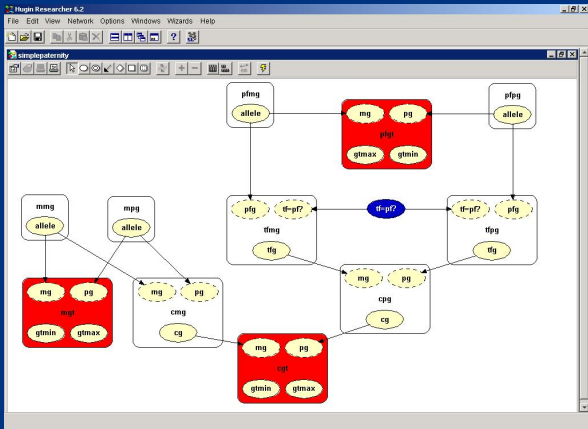 Hugin Researcher 6.2
File Edit View Network Options Windows Wizards Help
simplepaternity
pfmg
allele
pfpg
allele
mg pg
pfgt
gtmax gtmin
mmg
allele
mpg
allele
pfg tf=pf?
tfmg
tfg
tf=pf?
tf=pf? pfg
tfpg
tfg
mg pg
mgt
gtmin gtmax
mg pg
cmg
cg
mg pg
cpg
cg
mg pg
cgt
gtmin gtmax